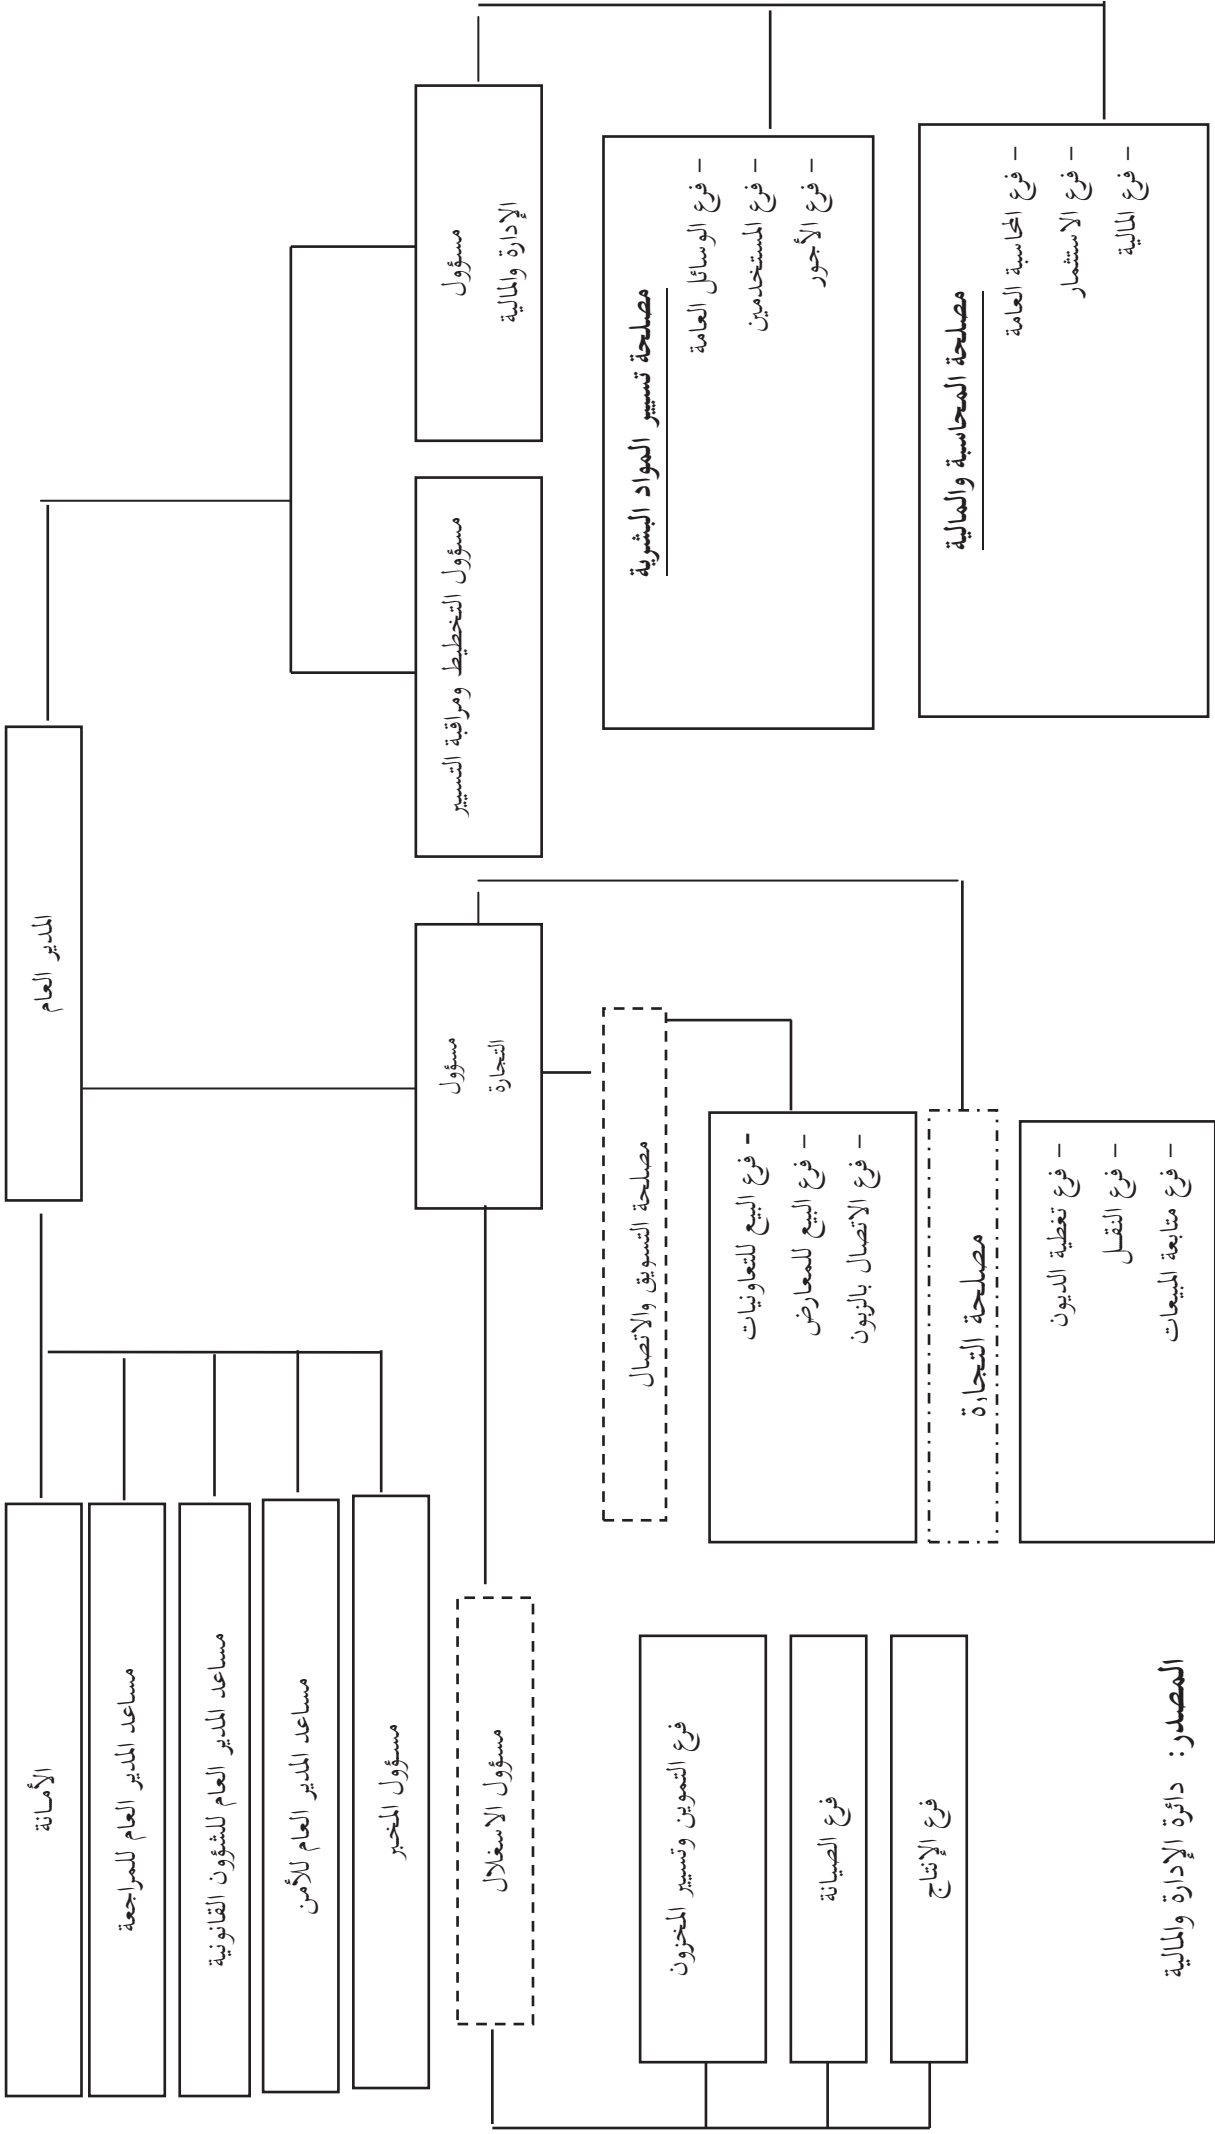 المدير العام
الأمانة
مساعد المدير العام للمراجعة
مساعد المدير العام للشؤون القانونية
مساعد المدير العام للأمن
مسؤول المخبر
مسؤول
الإدارة والمالية
مسؤول التخطيط ومراقبة التسيير
مسؤول
التجارة
مسؤول الاسغلال
مصلحة تسيير المواد البشرية
– فرع الوسائل العامة
– فرع المستخدمين
– فرع الأجور
مصلحة المحاسبة والمالية
– فرع المحاسبة العامة
– فرع الاستثمار
– فرع المالية
مصلحة التسويق والاتصال
- فرع البيع للتعاونيات
– فرع البيع للمعارض
– فرع الاتصال بالزبون
مصلحة التجارة
– فرع تغطية الديون
– فرع النقل
– فرع متابعة المبيعات
فرع التموين وتسيير المخزون
فرع الصيانة
فرع الإنتاج
المصدر: دائرة الإدارة والمالية